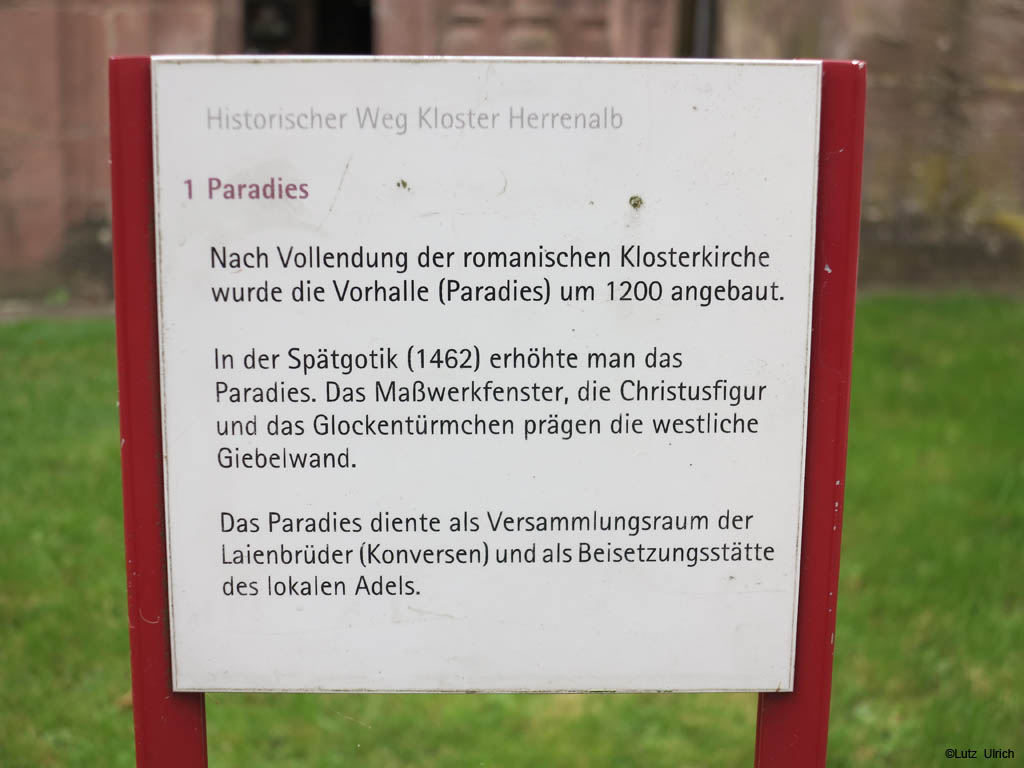 Historischer Weg Kloster Herrenalb
1 Paradies
Nach Vollendung der romanischen Klosterkirche
wurde die Vorhalle (Paradies) um 1200 angebaut.
In der Spätgotik (1462) erhöhte man das
Paradies. Das Maßwerkfenster, die Christusfigur
und das Glockentürmchen prägen die westliche
Giebelwand.
Das Paradies diente als Versammlungsraum der
Laienbrüder (Konversen) und als Beisetzungsstätte
des lokalen Adels.
©Lutz Ulrich